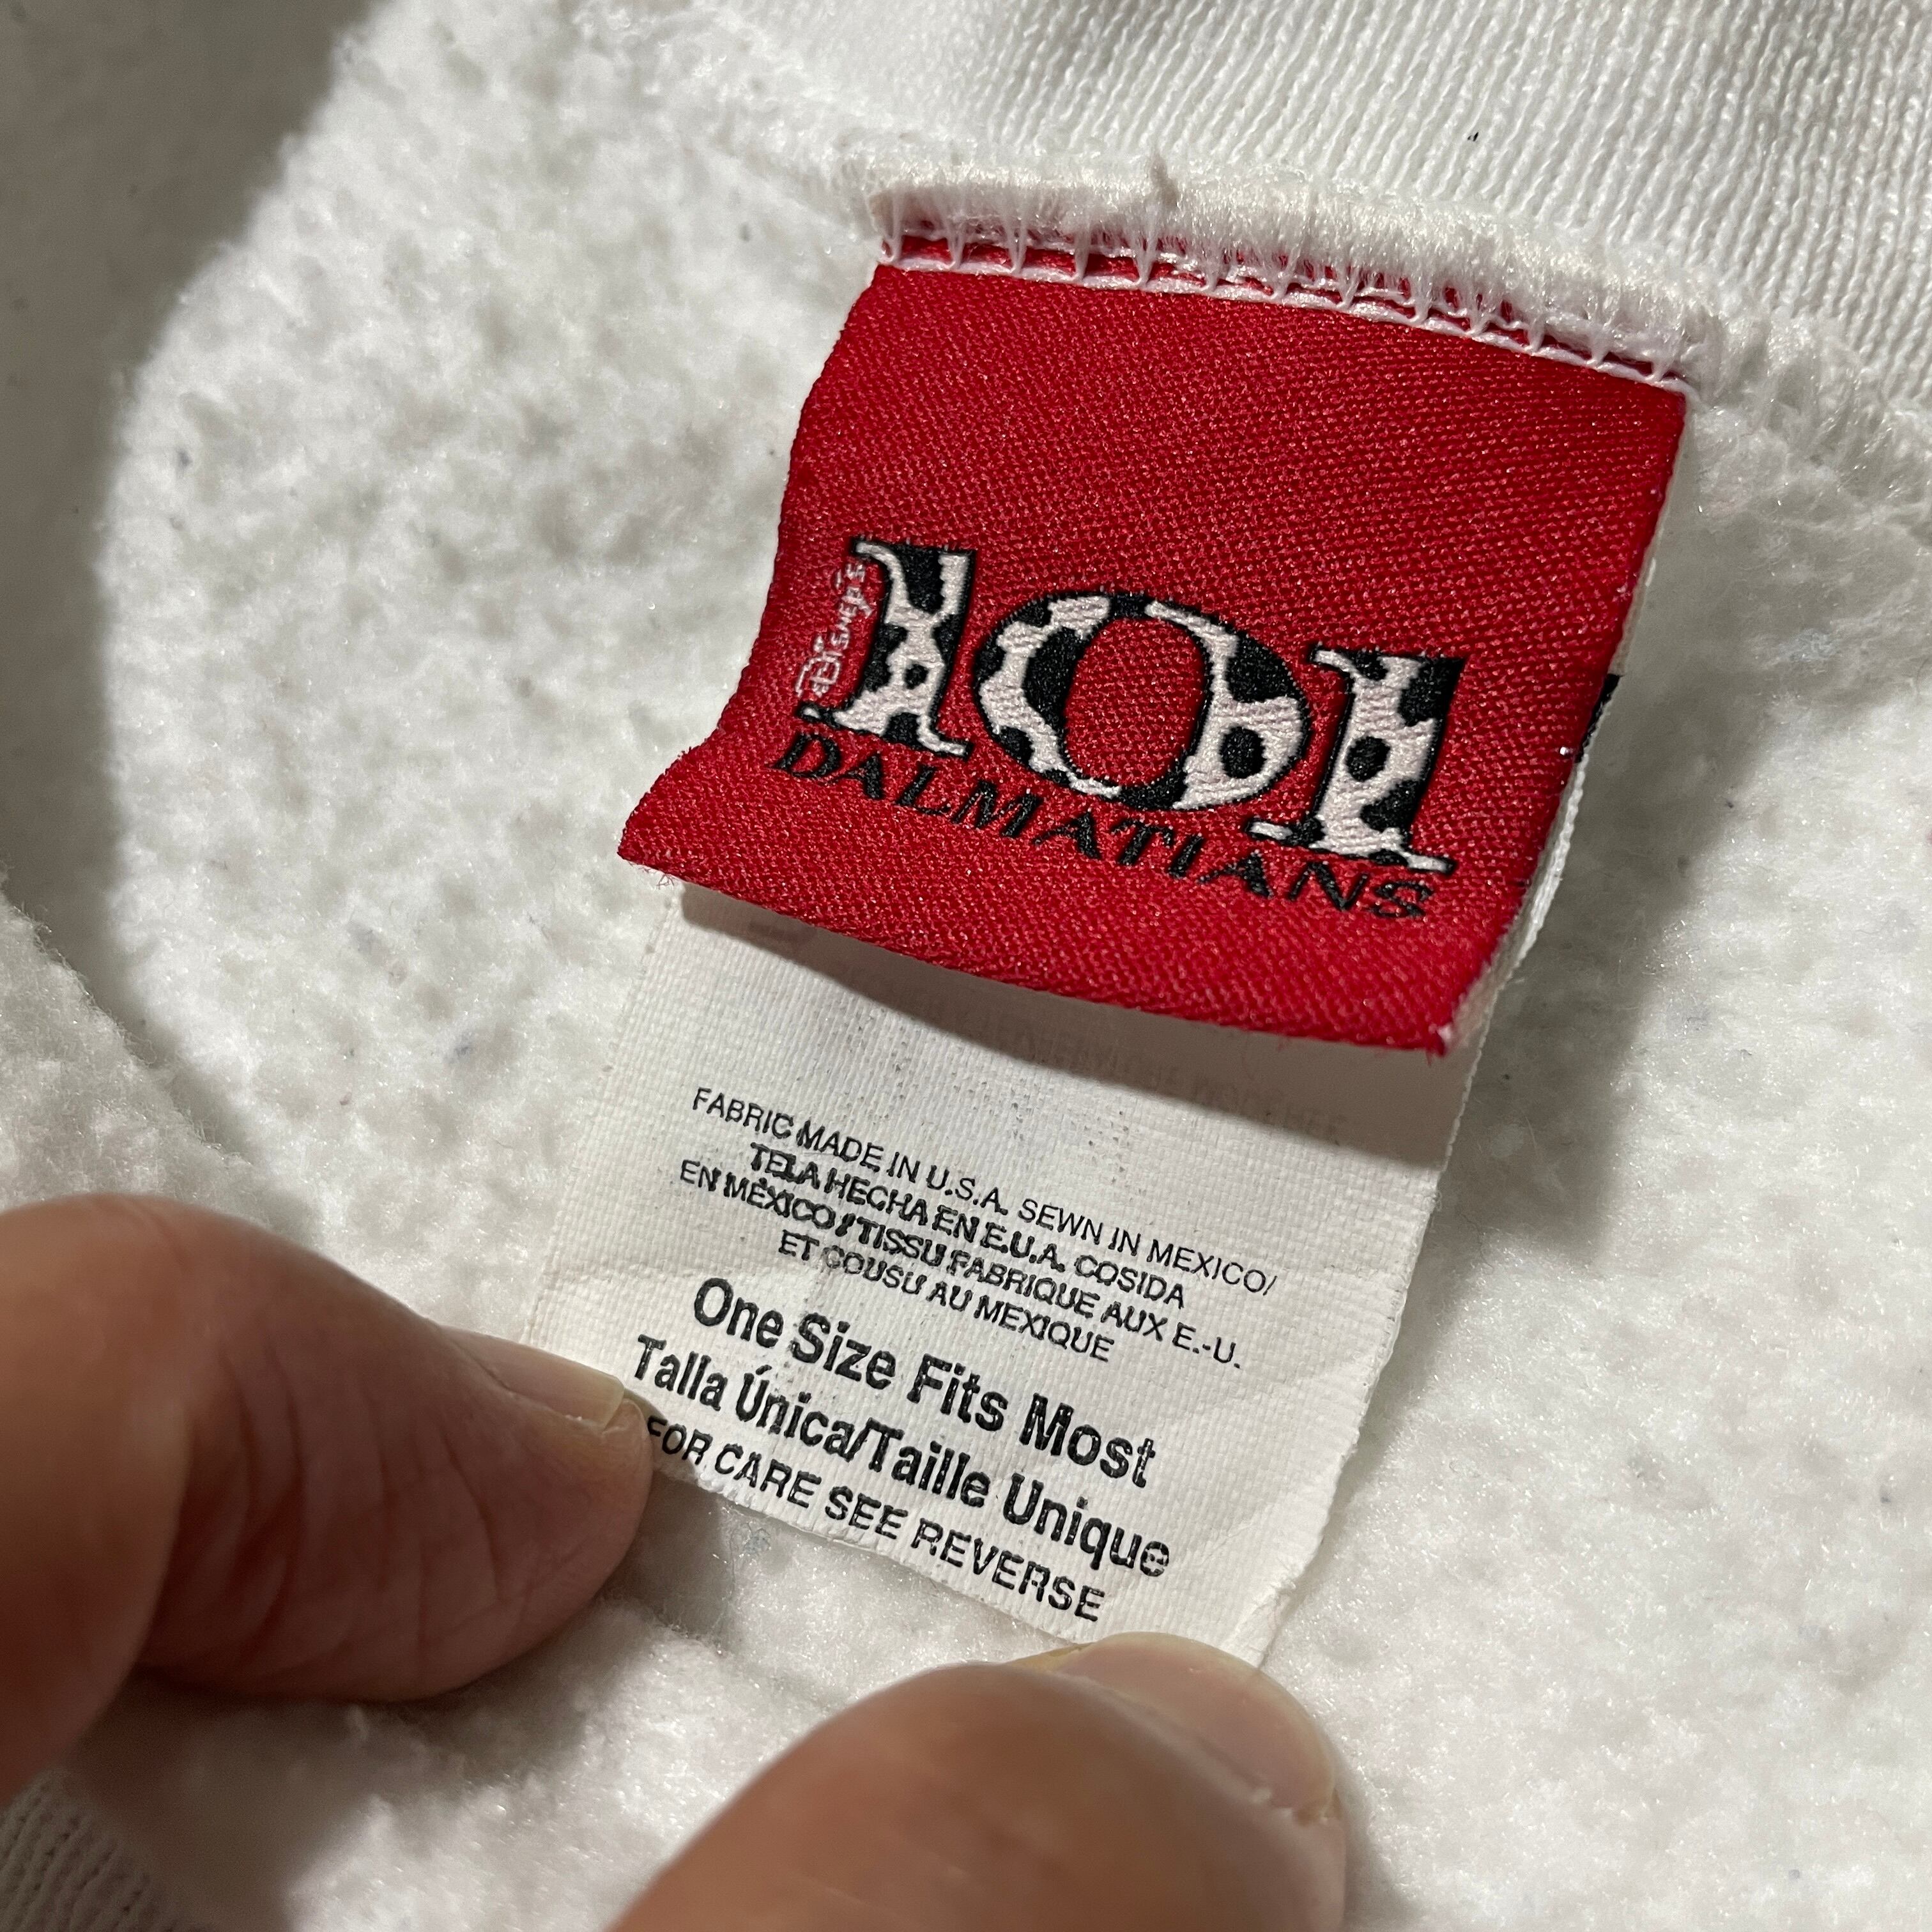 Disney's
101
DALMATIANS
FABRIC MADE IN U.S.A. SEWN IN MEXICO/
TELA HECHA EN E.U.A. COSIDA
EN MÉXICO/TISSU FABRIQUE AUX E.-U.
ET COUSU AU MEXIQUE
One Size Fits Most
Talla Única/Taille Unique
FOR CARE SEE REVERSE